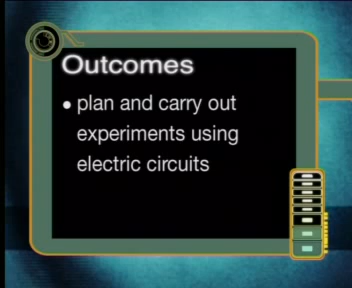 Outcomes
• plan and carry out
experiments using
electric circuits